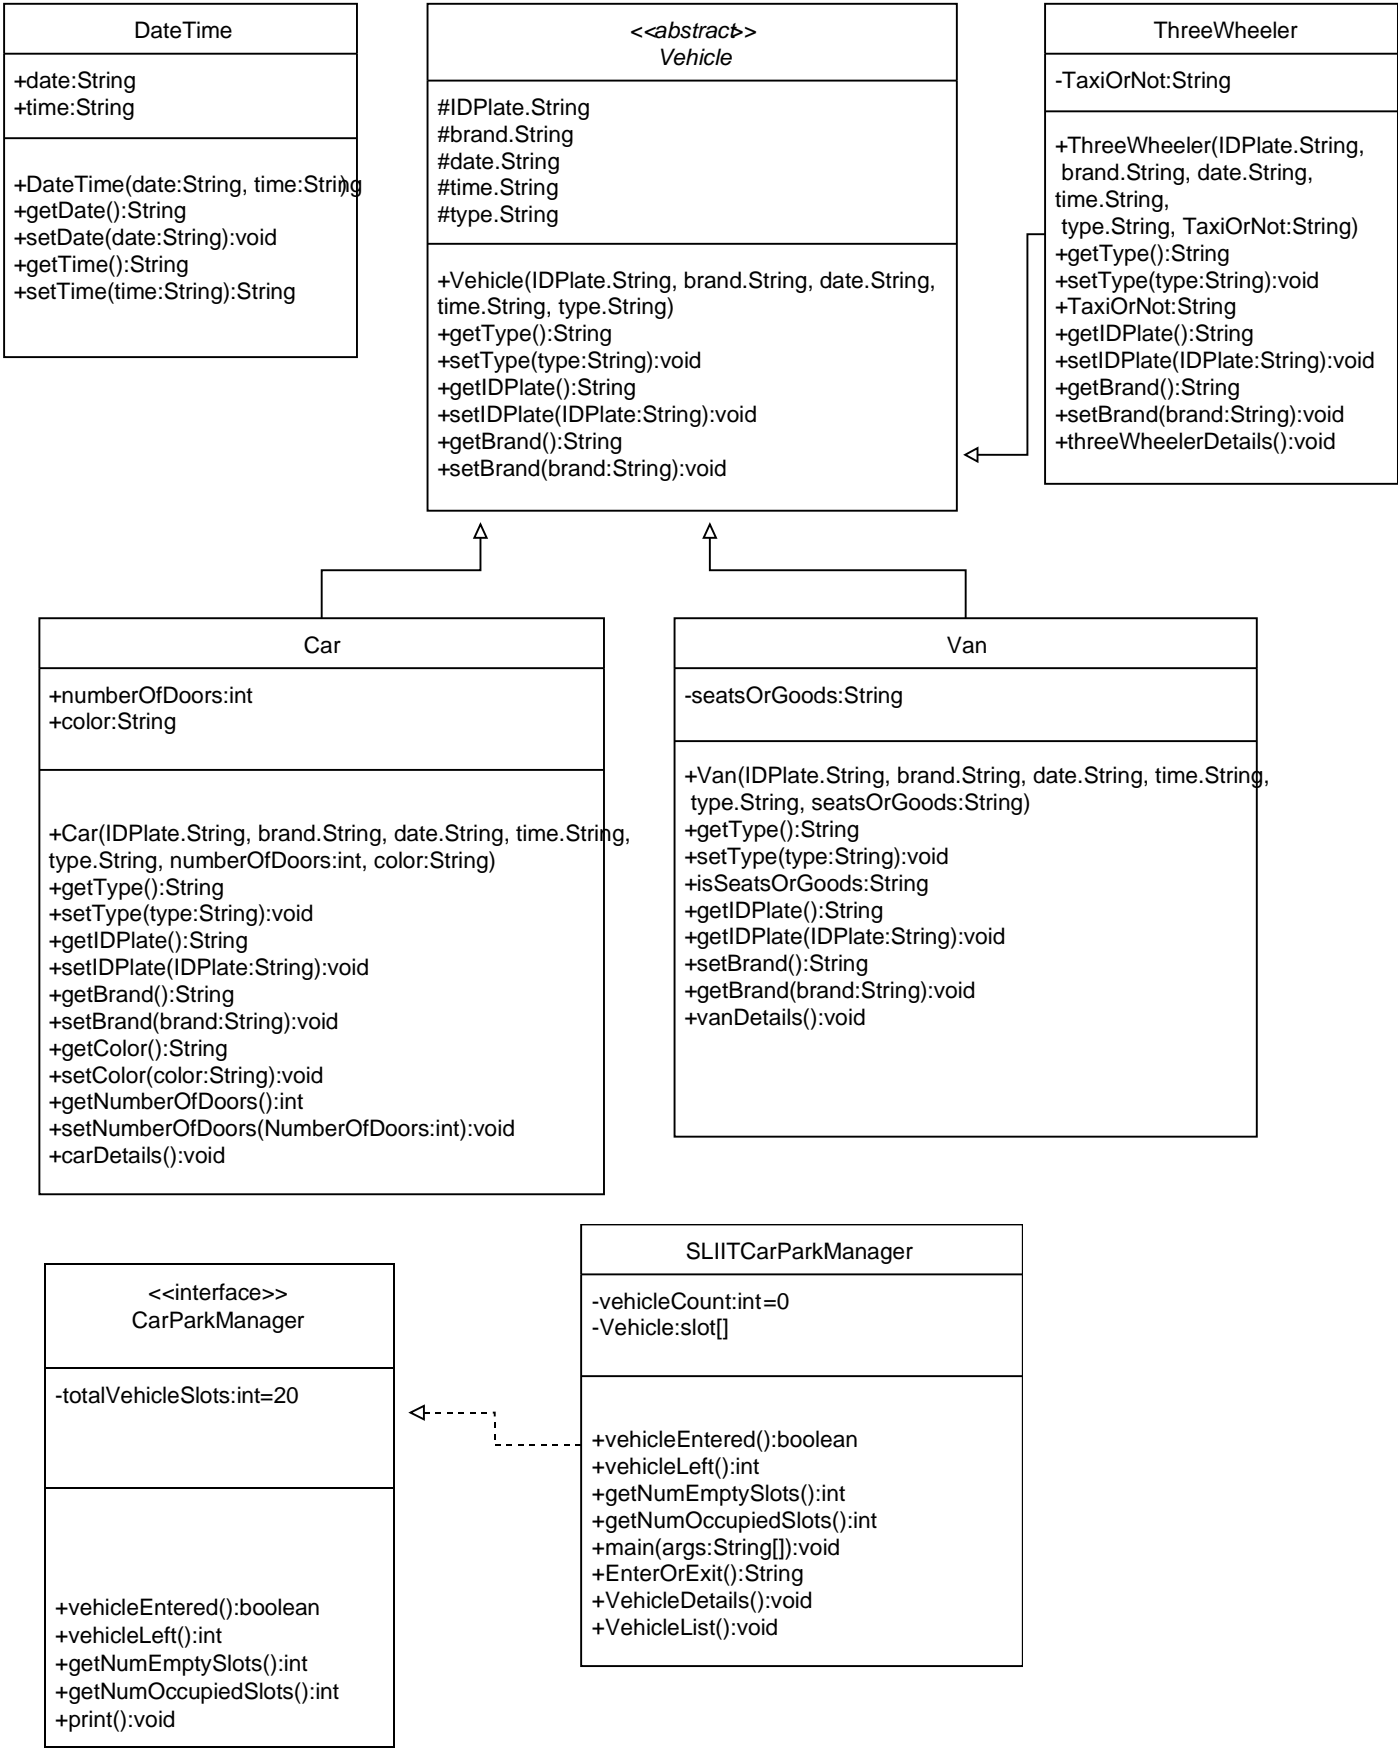 DateTime
+date:String
+time:String
+DateTime(date:String, time:String)
+getDate():String
+setDate(date:String):void
+getTime():String
+setTime(time:String):String
<<abstract>>
Vehicle
#IDPlate.String
#brand.String
#date.String
#time.String
#type.String
+Vehicle(IDPlate.String, brand.String, date.String,
time.String, type.String)
+getType():String
+setType(type:String):void
+getIDPlate():String
+setIDPlate(IDPlate:String):void
+getBrand():String
+setBrand(brand:String):void
ThreeWheeler
-TaxiOrNot:String
+ThreeWheeler(IDPlate.String,
brand.String, date.String,
time.String,
type.String, TaxiOrNot:String)
+getType():String
+setType(type:String):void
+TaxiOrNot:String
+getIDPlate():String
+setIDPlate(IDPlate:String):void
+getBrand():String
+setBrand(brand:String):void
+threeWheelerDetails():void
Car
+numberOfDoors:int
+color:String
+Car(IDPlate.String, brand.String, date.String, time.String,
type.String, numberOfDoors:int, color:String)
+getType():String
+setType(type:String):void
+getIDPlate():String
+setIDPlate(IDPlate:String):void
+getBrand():String
+setBrand(brand:String):void
+getColor():String
+setColor(color:String):void
+getNumberOfDoors():int
+setNumberOfDoors(NumberOfDoors:int):void
+carDetails():void
Van
-seatsOrGoods:String
+Van(IDPlate.String, brand.String, date.String, time.String,
type.String, seatsOrGoods:String)
+getType():String
+setType(type:String):void
+isSeatsOrGoods:String
+getIDPlate():String
+getIDPlate(IDPlate:String):void
+setBrand():String
+getBrand(brand:String):void
+vanDetails():void
<<interface>>
CarParkManager
-totalVehicleSlots:int=20
+vehicleEntered():boolean
+vehicleLeft():int
+getNumEmptySlots():int
+getNumOccupiedSlots():int
+print():void
SLIITCarParkManager
-vehicleCount:int=0
-Vehicle:slot[]
+vehicleEntered():boolean
+vehicleLeft():int
+getNumEmptySlots():int
+getNumOccupiedSlots():int
+main(args:String[]):void
+EnterOrExit():String
+VehicleDetails():void
+VehicleList():void